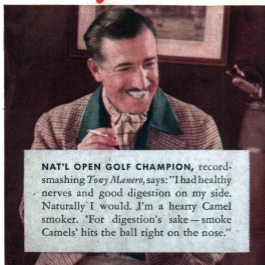 NAT'L OPEN GOLF CHAMPION, record-
smashing Tony Manero, says: "I had healthy
nerves and good digestion on my side.
Naturally I would. I'm a hearty Camel
smoker. 'For digestion's sake—smoke
Camels' hits the ball right on the nose."